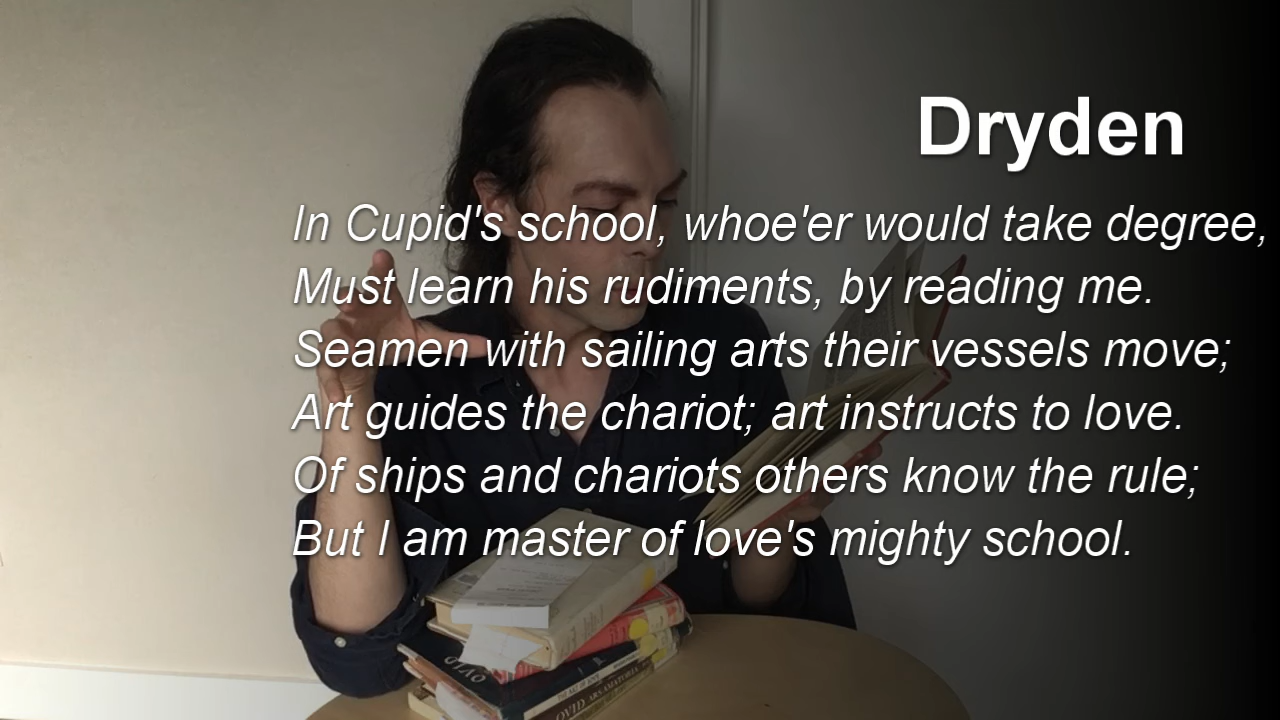 Dryden
In Cupid's school, whoe'er would take degree,
Must learn his rudiments, by reading me.
Seamen with sailing arts their vessels move;
Art guides the chariot; art instructs to love.
Of ships and chariots others know the rule;
But I am master of love's mighty school.
OVID
OVID